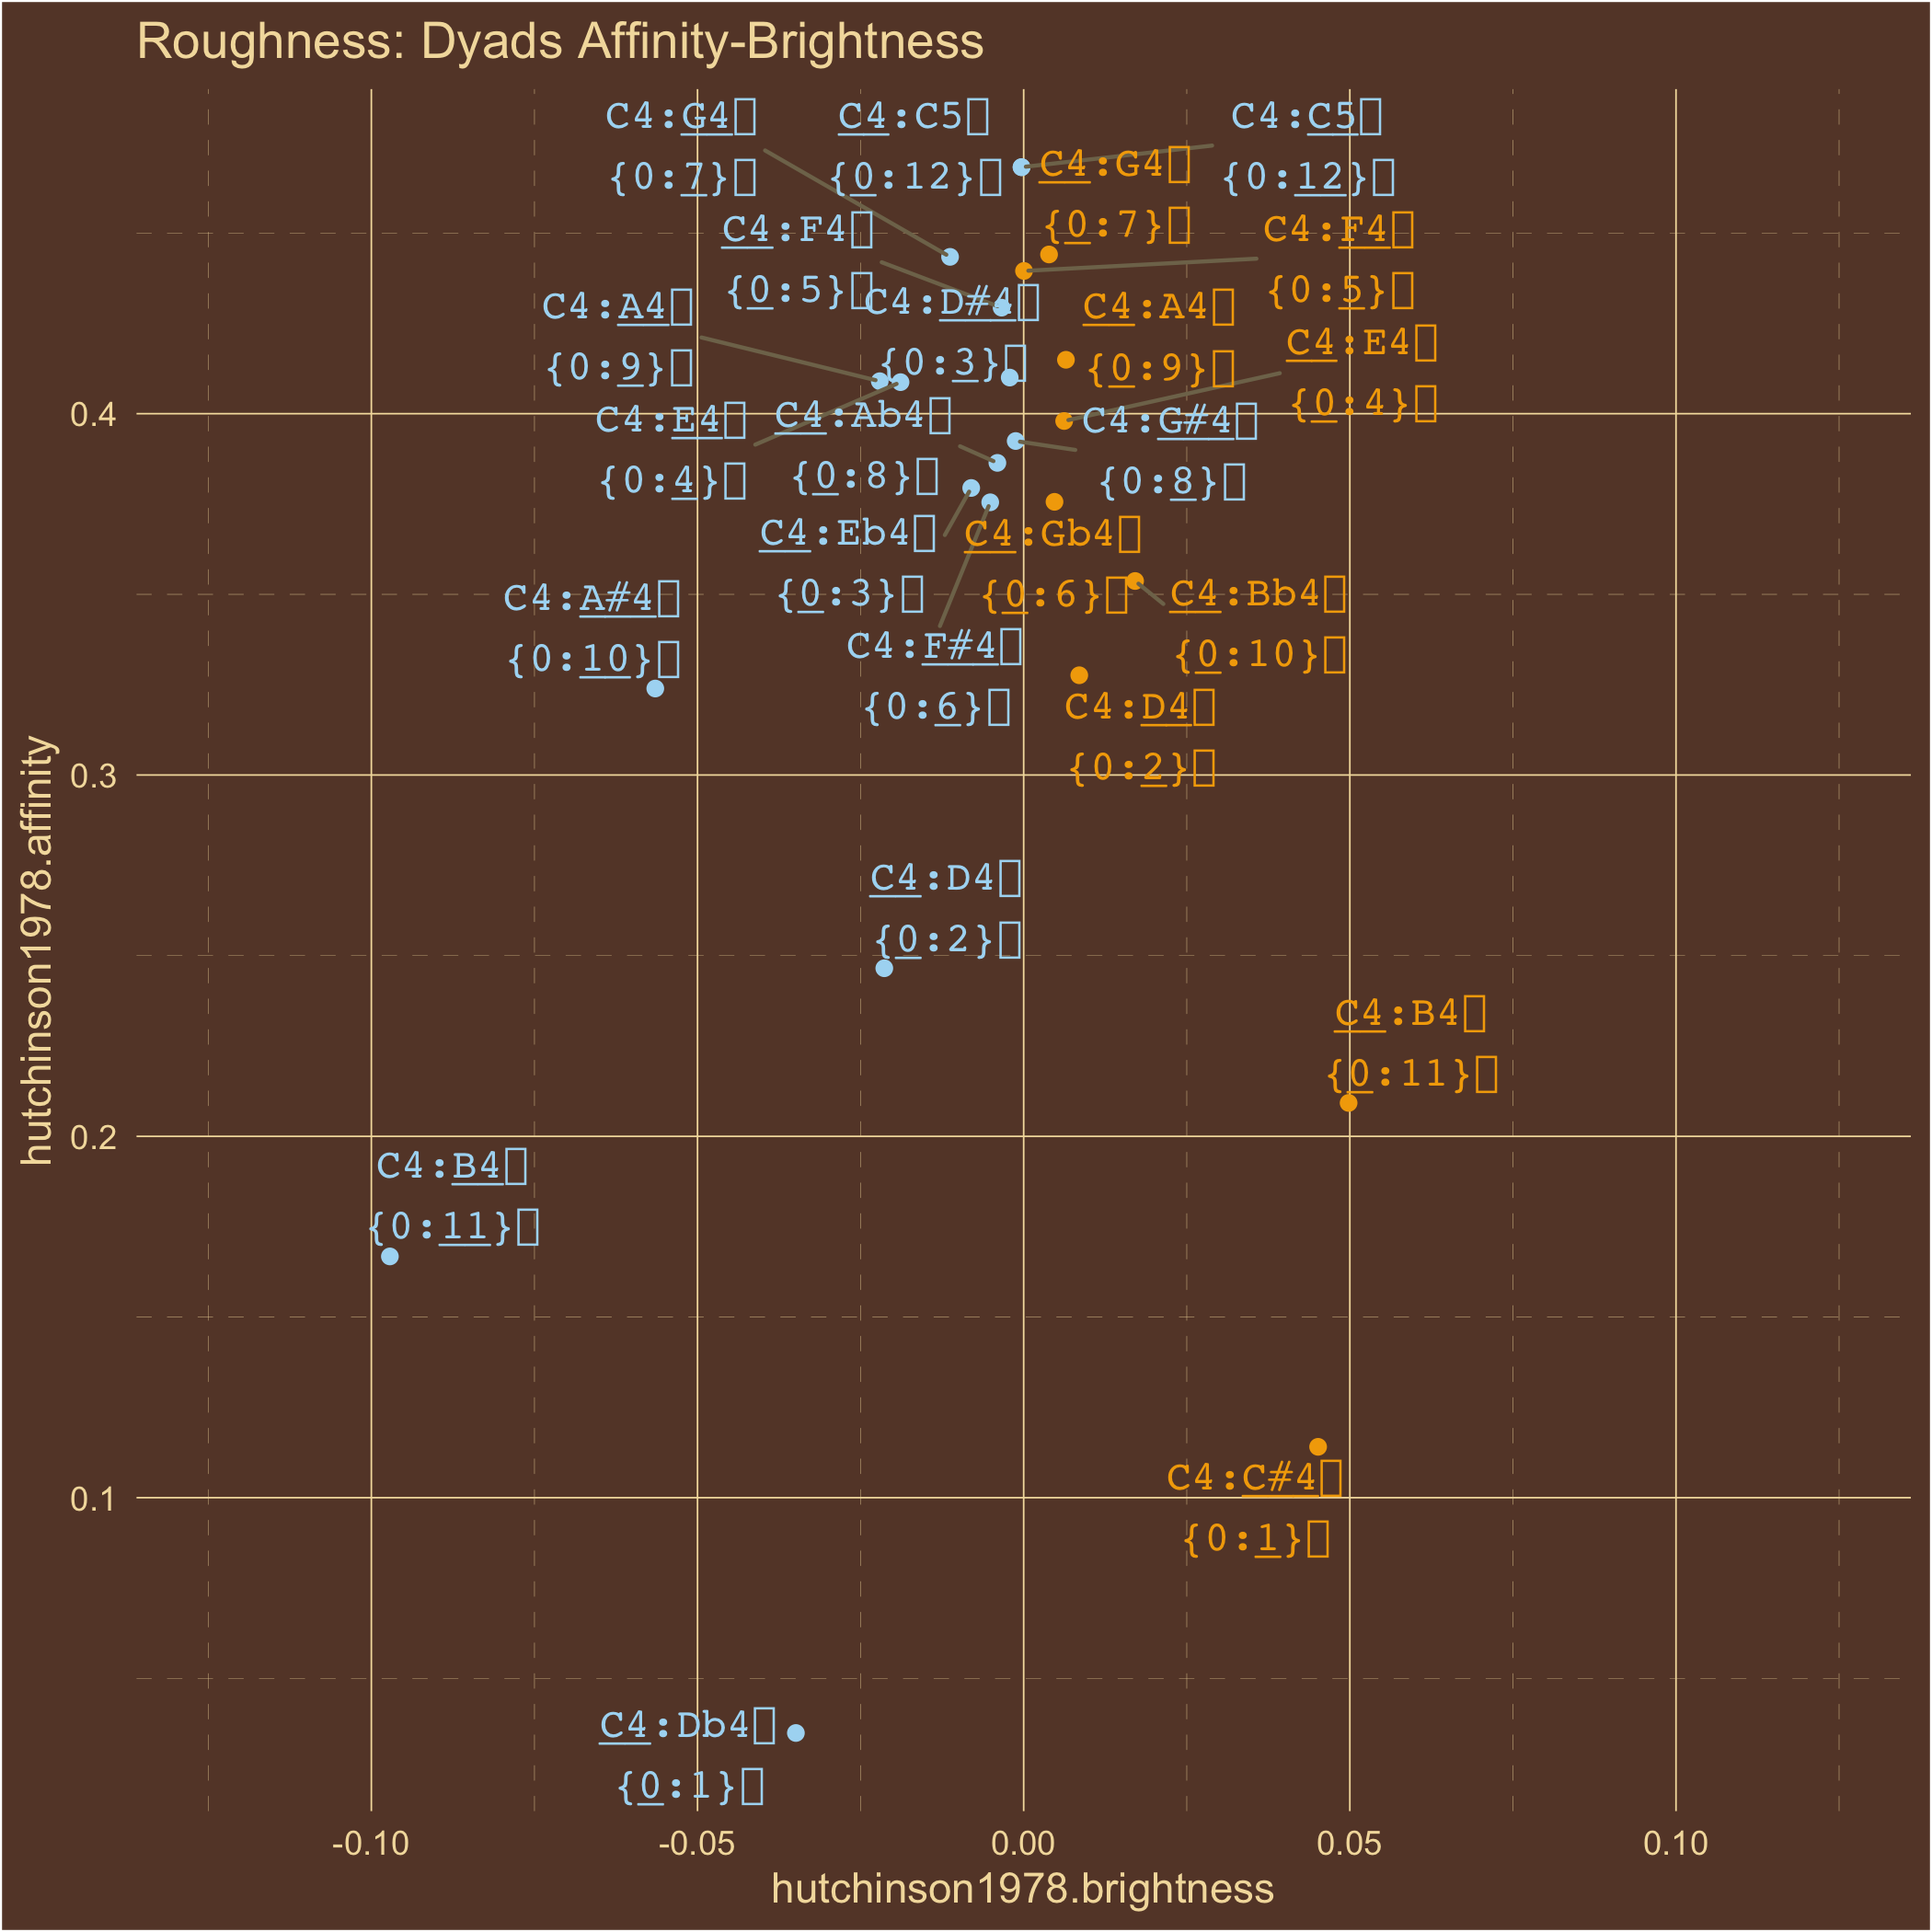 Roughness: Dyads Affinity-Brightness
C4:G4
{0:7}
C4:C5
{0:12}
C4:C5
{0:12}
C4:G4
{0:7}
C4:F4
{0:5}
C4:F4
{0:5}
C4:A4
{0:9}
C4:D#4
{0:3}
C4:A4
{0:9}
C4:E4
{0:4}
C4:E4
{0:4}
C4:Ab4
{0:8}
C4:G#4
{0:8}
C4:Eb4
{0:3}
C4:Gb4
{0:6}
C4:A#4
{0:10}
C4:Bb4
{0:10}
C4:F#4
{0:6}
C4:D4
{0:2}
C4:D4
{0:2}
C4:B4
{0:11}
C4:B4
{0:11}
C4:C#4
{0:1}
C4:Db4
{0:1}
0.4
0.3
0.2
0.1
hutchinson1978.affinity
-0.10
-0.05
0.00
0.05
0.10
hutchinson1978.brightness